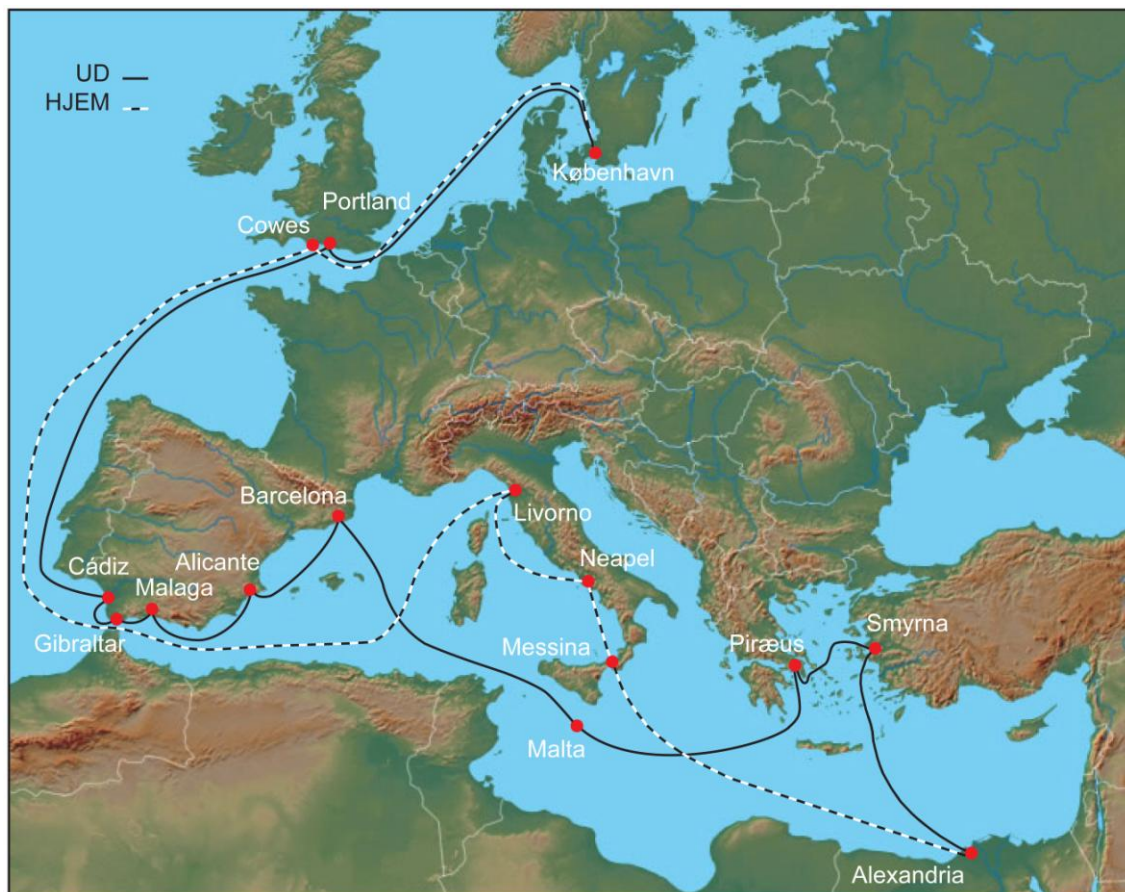 UD
HJEM
København
Portland
Cowes
Barcelona
Livorno
Alicante
Cádiz
Malaga
Neapel
Gibraltar
Messina
Piræus
Smyrna
Malta
Alexandria